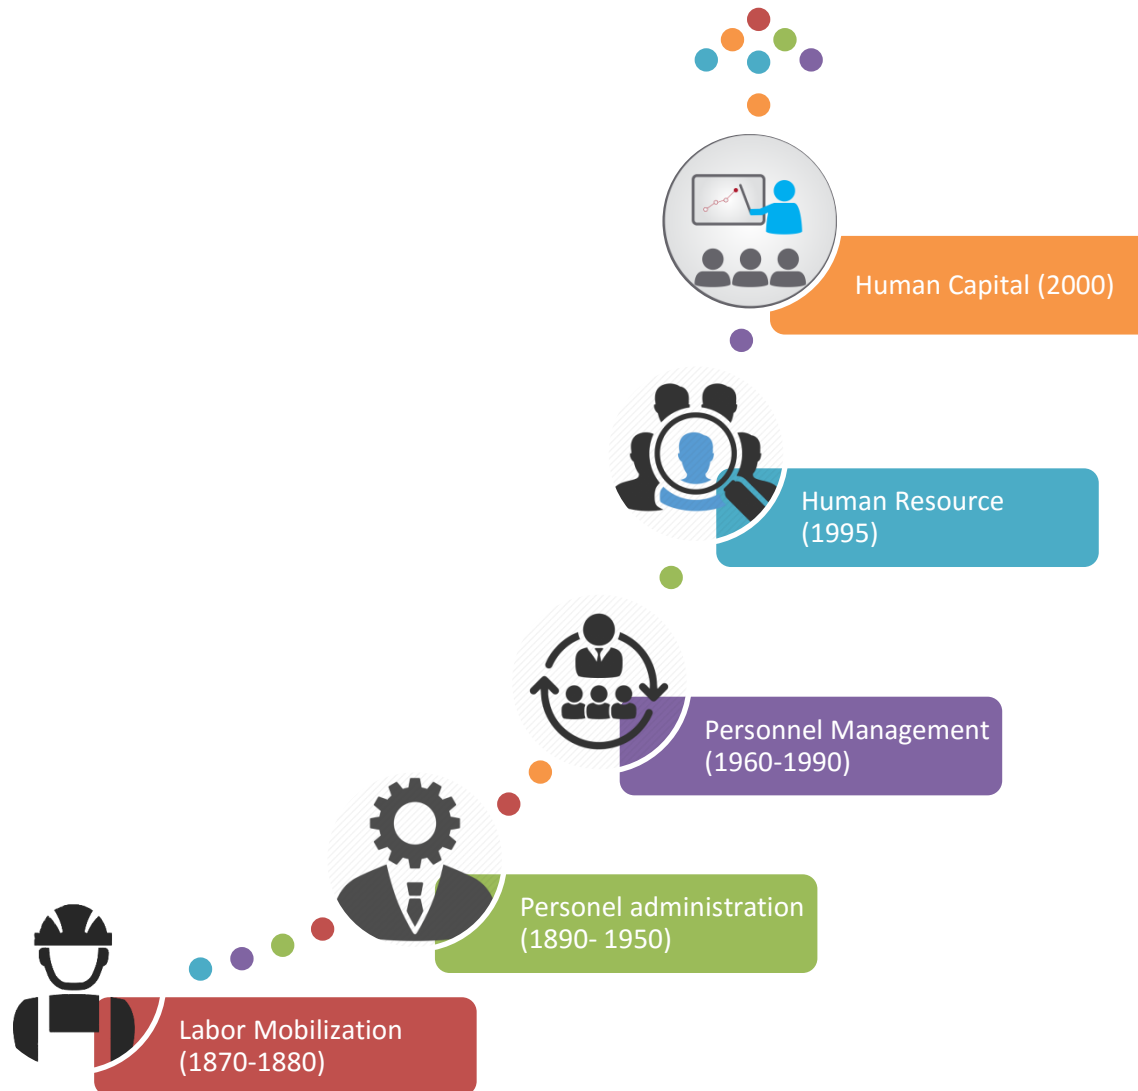 Human Capital (2000)
Human Resource
(1995)
Personnel Management
(1960-1990)
Personel administration
(1890- 1950)
Labor Mobilization
(1870-1880)